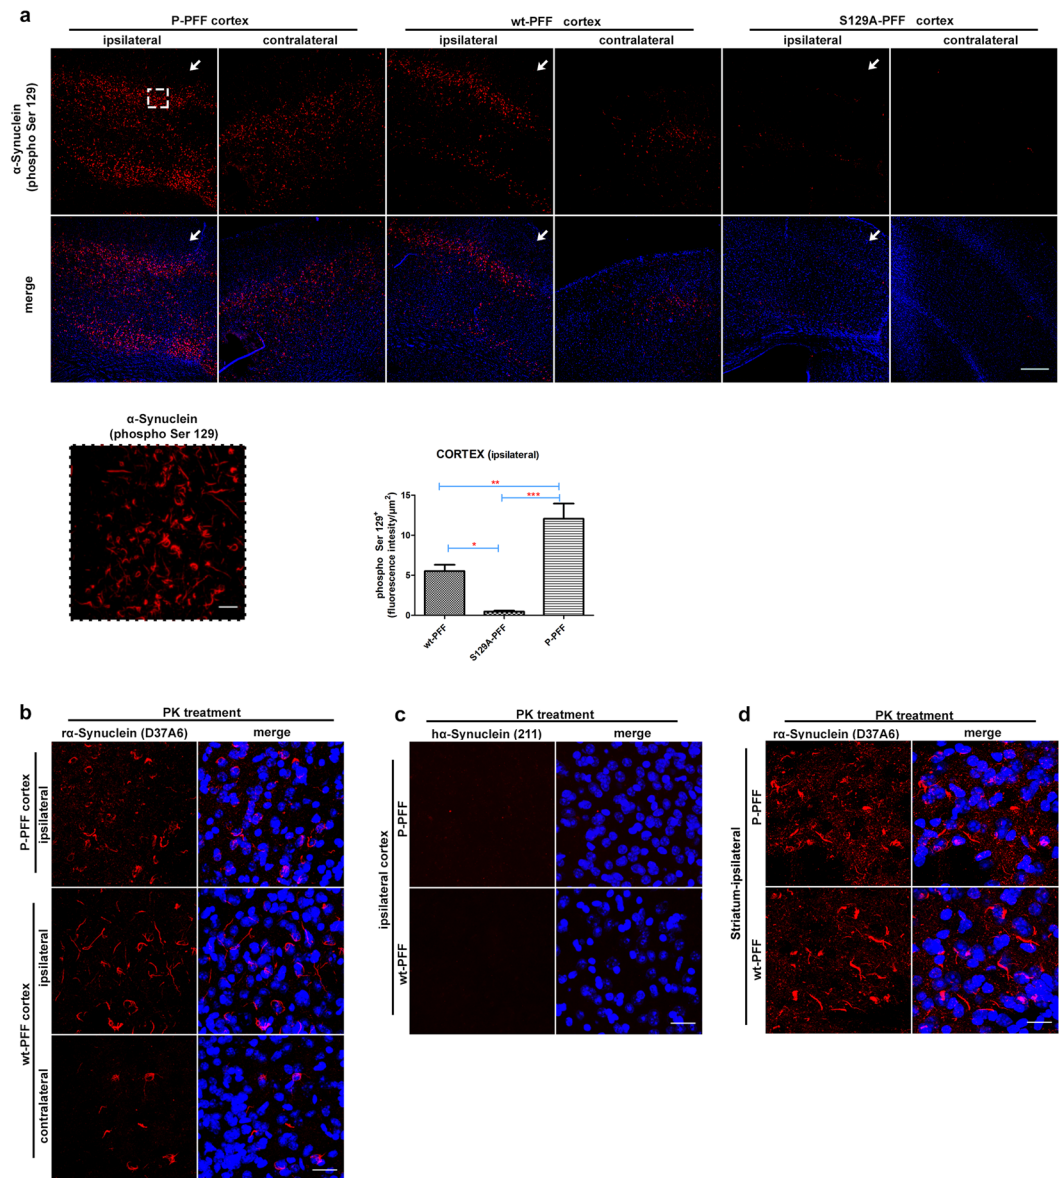 a
P-PFF cortex
wt-PFF cortex
S129A-PFF cortex
ipsilateral
contralateral
ipsilateral
contralateral
ipsilateral
contralateral
α-Synuclein
(phospho Ser 129)
merge
α-Synuclein
(phospho Ser 129)
CORTEX (ipsilateral)
phospho Ser 129+
(fluorescence intesity/μm2)
15
10
5
0
**
***
*
wt-PFF
S129A-PFF
P-PFF
b
PK treatment
rα-Synuclein (D37A6)
merge
P-PFF cortex
ipsilateral
wt-PFF cortex
ipsilateral
contralateral
c
PK treatment
hα-Synuclein (211)
merge
ipsilateral cortex
P-PFF
wt-PFF
d
PK treatment
rα-Synuclein (D37A6)
merge
Striatum-ipsilateral
P-PFF
wt-PFF